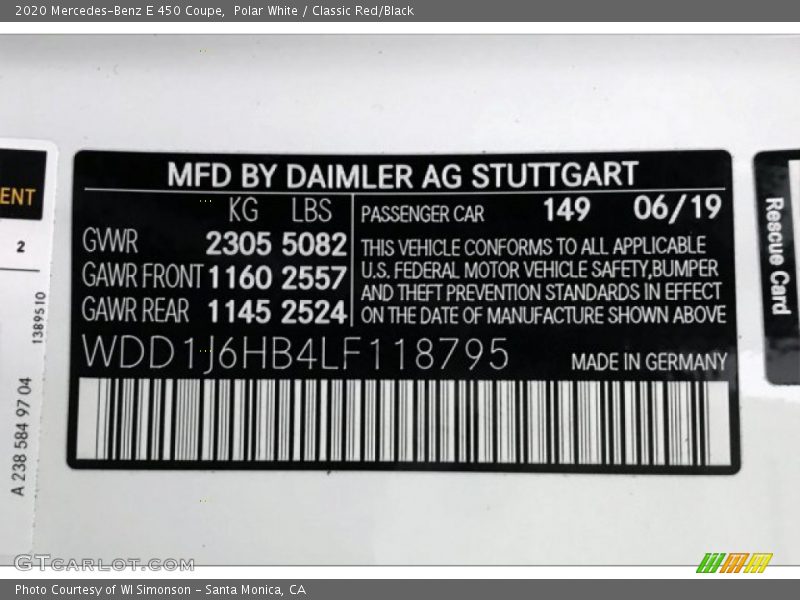 2020 Mercedes-Benz E 450 Coupe, Polar White / Classic Red/Black
MFD BY DAIMLER AG STUTTGART
KG LBS
GVWR 2305 5082
GAWR FRONT 1160 2557
GAWR REAR 1145 2524
PASSENGER CAR 149 06/19
THIS VEHICLE CONFORMS TO ALL APPLICABLE
U.S. FEDERAL MOTOR VEHICLE SAFETY,BUMPER
AND THEFT PREVENTION STANDARDS IN EFFECT
ON THE DATE OF MANUFACTURE SHOWN ABOVE
WDD1J6HB4LF118795 MADE IN GERMANY
ENT
2
1389510
A 238 584 97 04
Rescue Card
GTCARLOT.COM
Photo Courtesy of WI Simonson - Santa Monica, CA